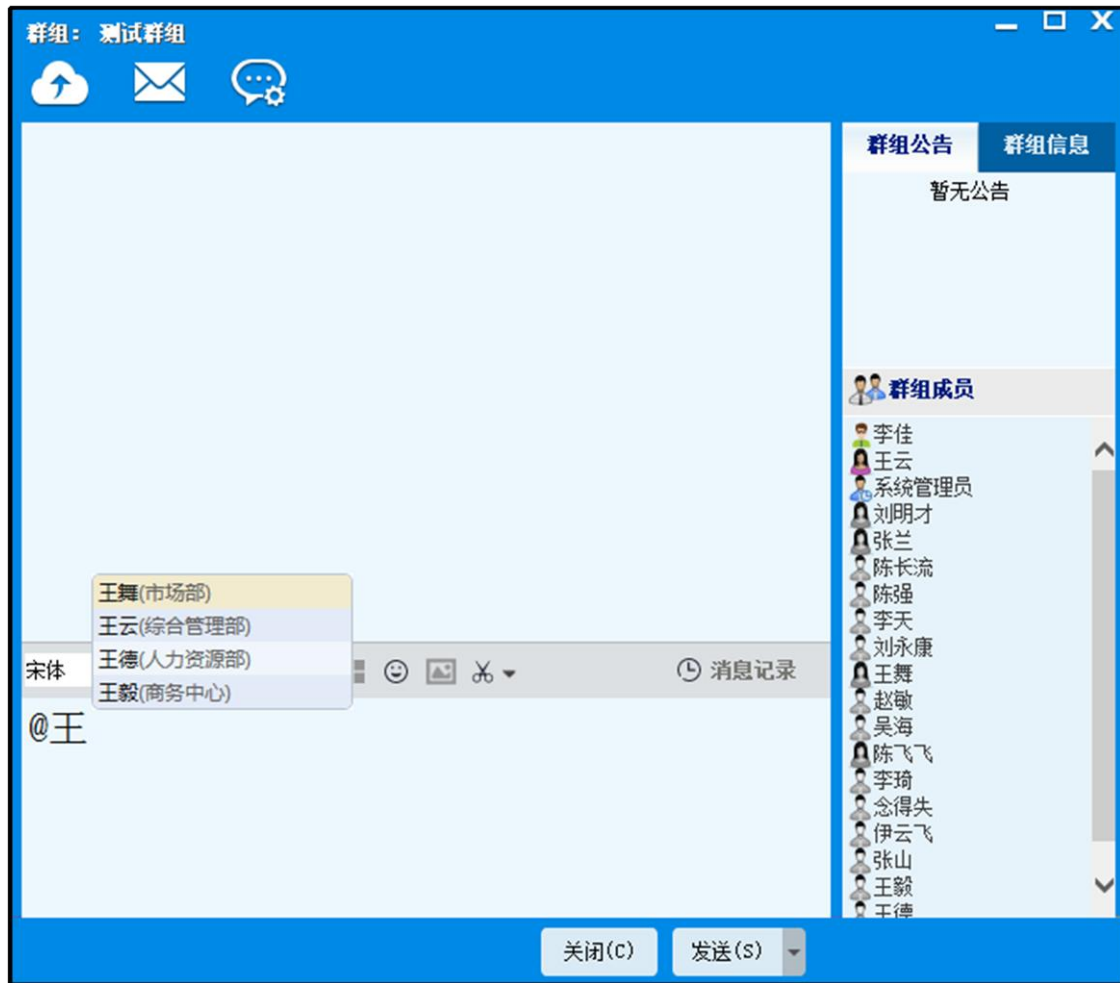 群组： 测试群组
群组公告
群组信息
暂无公告
群组成员
李佳
王云
系统管理员
刘明才
张兰
陈长流
陈强
李天
刘永康
王舞
赵敏
吴海
陈飞飞
李琦
念得失
伊云飞
张山
王毅
王德
王舞(市场部)
王云(综合管理部)
王德(人力资源部)
王毅(商务中心)
宋体
消息记录
@王
关闭(C)
发送(S)